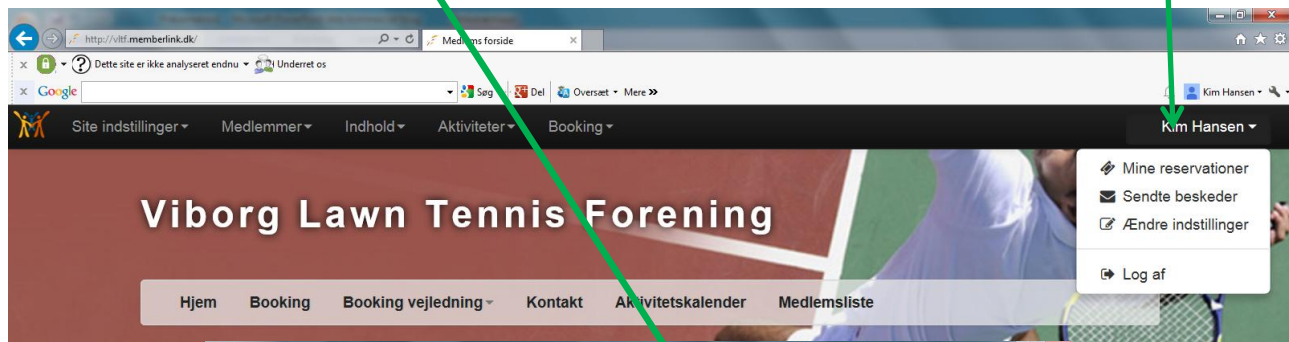 http://vltf.memberlink.dk/
Medlems forside
Dette site er ikke analyseret endnu
Underret os
Google
Søg
Del
Oversæt
Mere »
Kim Hansen
Site indstillinger
Medlemmer
Indhold
Aktiviteter
Booking
Kim Hansen
Mine reservationer
Sendte beskeder
Ændre indstillinger
Log af
Viborg Lawn Tennis Forening
Hjem
Booking
Booking vejledning
Kontakt
Aktivitetskalender
Medlemsliste